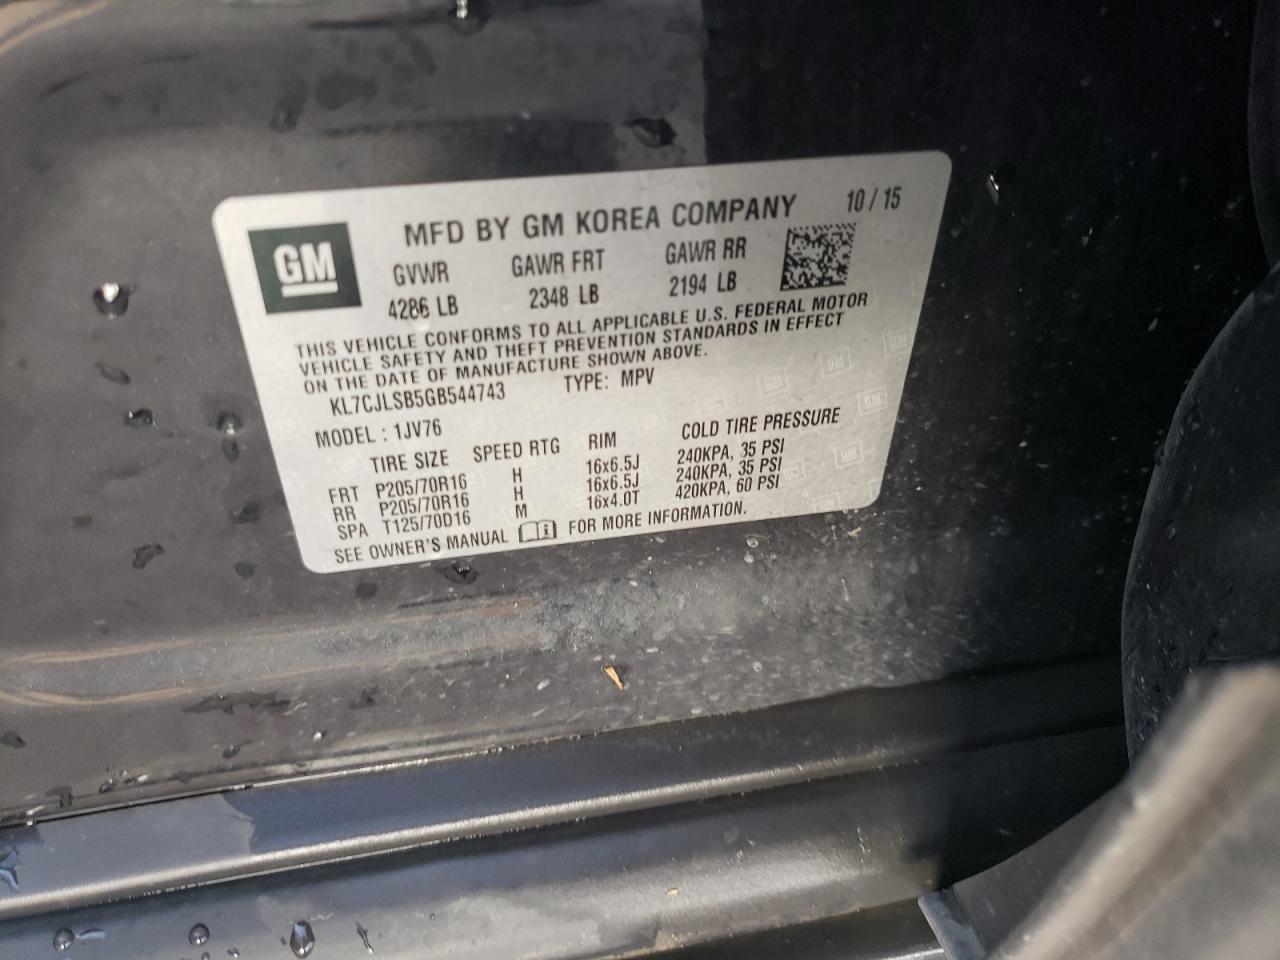 GM
MFD BY GM KOREA COMPANY 10 / 15
GVWR GAWR FRT GAWR RR
4286 LB 2348 LB 2194 LB
THIS VEHICLE CONFORMS TO ALL APPLICABLE U.S. FEDERAL MOTOR
VEHICLE SAFETY AND THEFT PREVENTION STANDARDS IN EFFECT
ON THE DATE OF MANUFACTURE SHOWN ABOVE.
KL7CJLSB5GB544743 TYPE: MPV
MODEL : 1JV76
TIRE SIZE SPEED RTG RIM COLD TIRE PRESSURE
FRT P205/70R16 H 16x6.5J 240KPA, 35 PSI
RR P205/70R16 H 16x6.5J 240KPA, 35 PSI
SPA T125/70D16 M 16x4.0T 420KPA, 60 PSI
SEE OWNER'S MANUAL FOR MORE INFORMATION.